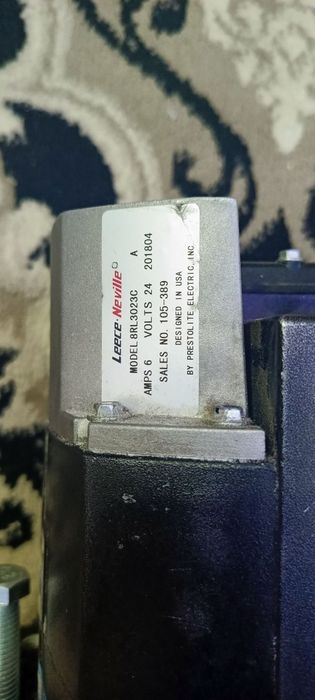 Leece-Neville
MODEL 8RL3023C A
AMPS 6 VOLTS 24 201804
SALES NO. 105-389
DESIGNED IN USA
BY PRESTOLITE ELECTRIC, INC